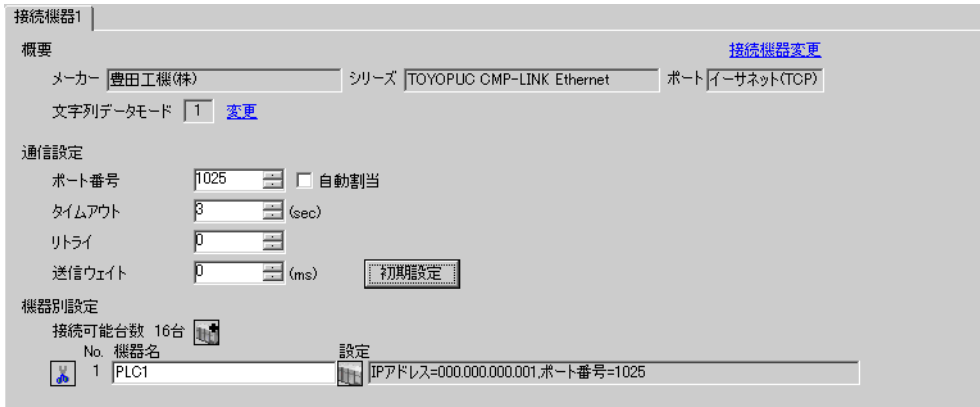 接続機器1
概要 接続機器変更
メーカー 豊田工機(株) シリーズ TOYOPUC CMP-LINK Ethernet ポート イーサネット(TCP)
文字列データモード 1 変更
通信設定
ポート番号 1025 自動割当
タイムアウト 3 (sec)
リトライ 0
送信ウェイト 0 (ms) 初期設定
機器別設定
接続可能台数 16台
No. 機器名 設定
1 PLC1 IPアドレス=000.000.000.001,ポート番号=1025